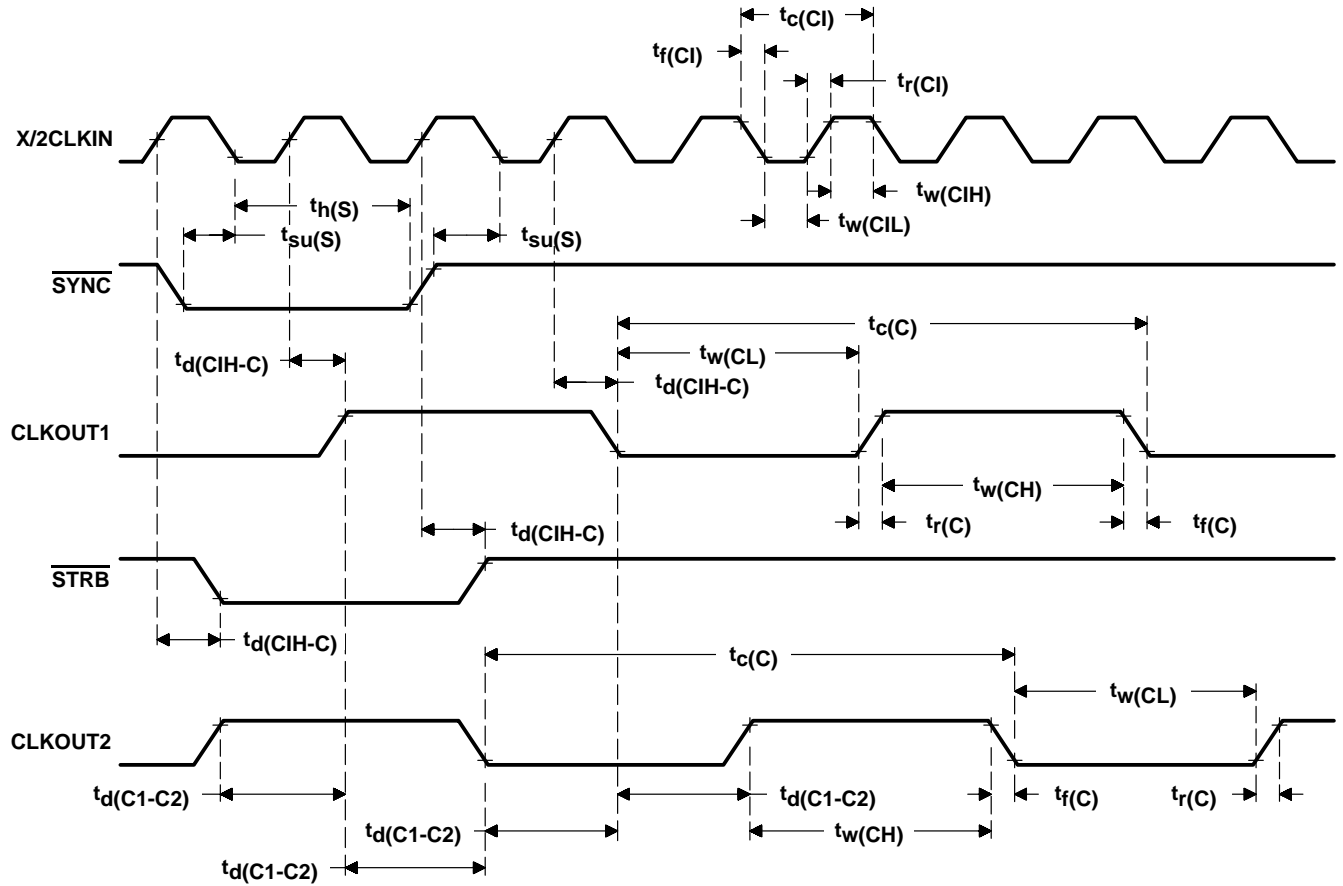 tc(CI)
tf(CI)
tr(CI)
X/2CLKIN
tw(CIH)
th(S)
tw(CIL)
tsu(S)
tsu(S)
SYNC
tc(C)
td(CIH-C)
tw(CL)
td(CIH-C)
CLKOUT1
tw(CH)
td(CIH-C)
tr(C)
tf(C)
STRB
td(CIH-C)
tc(C)
tw(CL)
CLKOUT2
td(C1-C2)
td(C1-C2)
tf(C)
tr(C)
td(C1-C2)
tw(CH)
td(C1-C2)